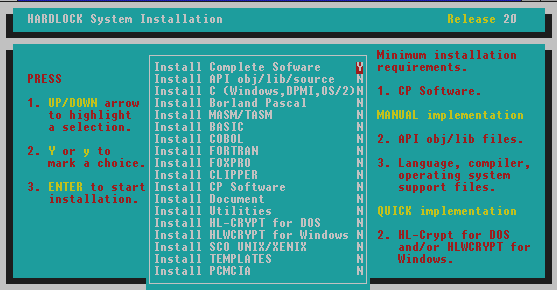 HARDLOCK System Installation
Release 20
PRESS
1. UP/DOWN arrow
to highlight
a selection.
2. Y or y to
mark a choice.
3. ENTER to start
installation.
Install Complete Sofware Y
Install API obj/lib/source N
Install C (Windows,DPMI,OS/2) N
Install Borland Pascal N
Install MASM/TASM N
Install BASIC N
Install COBOL N
Install FORTRAN N
Install FOXPRO N
Install CLIPPER N
Install CP Software N
Install Document N
Install Utilities N
Install HL-CRYPT for DOS N
Install HLWCRYPT for Windows N
Install SCO UNIX/XENIX N
Install TEMPLATES N
Install PCMCIA N
Minimum installation
requirements.
1. CP Software.
MANUAL implementation
2. API obj/lib files.
3. Language, compiler,
operating system
support files.
QUICK implementation
2. HL-Crypt for DOS
and/or HLWCRYPT for
Windows.